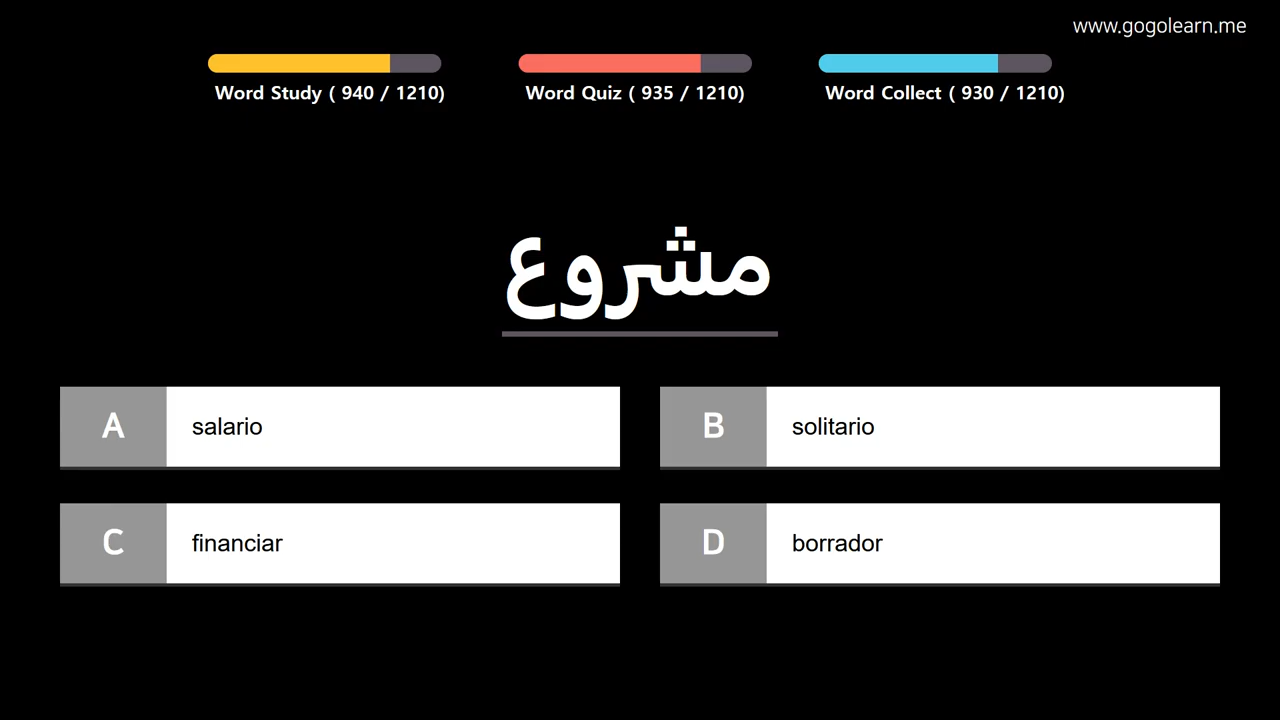 www.gogolearn.me
Word Study ( 940 / 1210)
Word Quiz ( 935 / 1210)
Word Collect ( 930 / 1210)
مشروع
A
salario
B
solitario
C
financiar
D
borrador